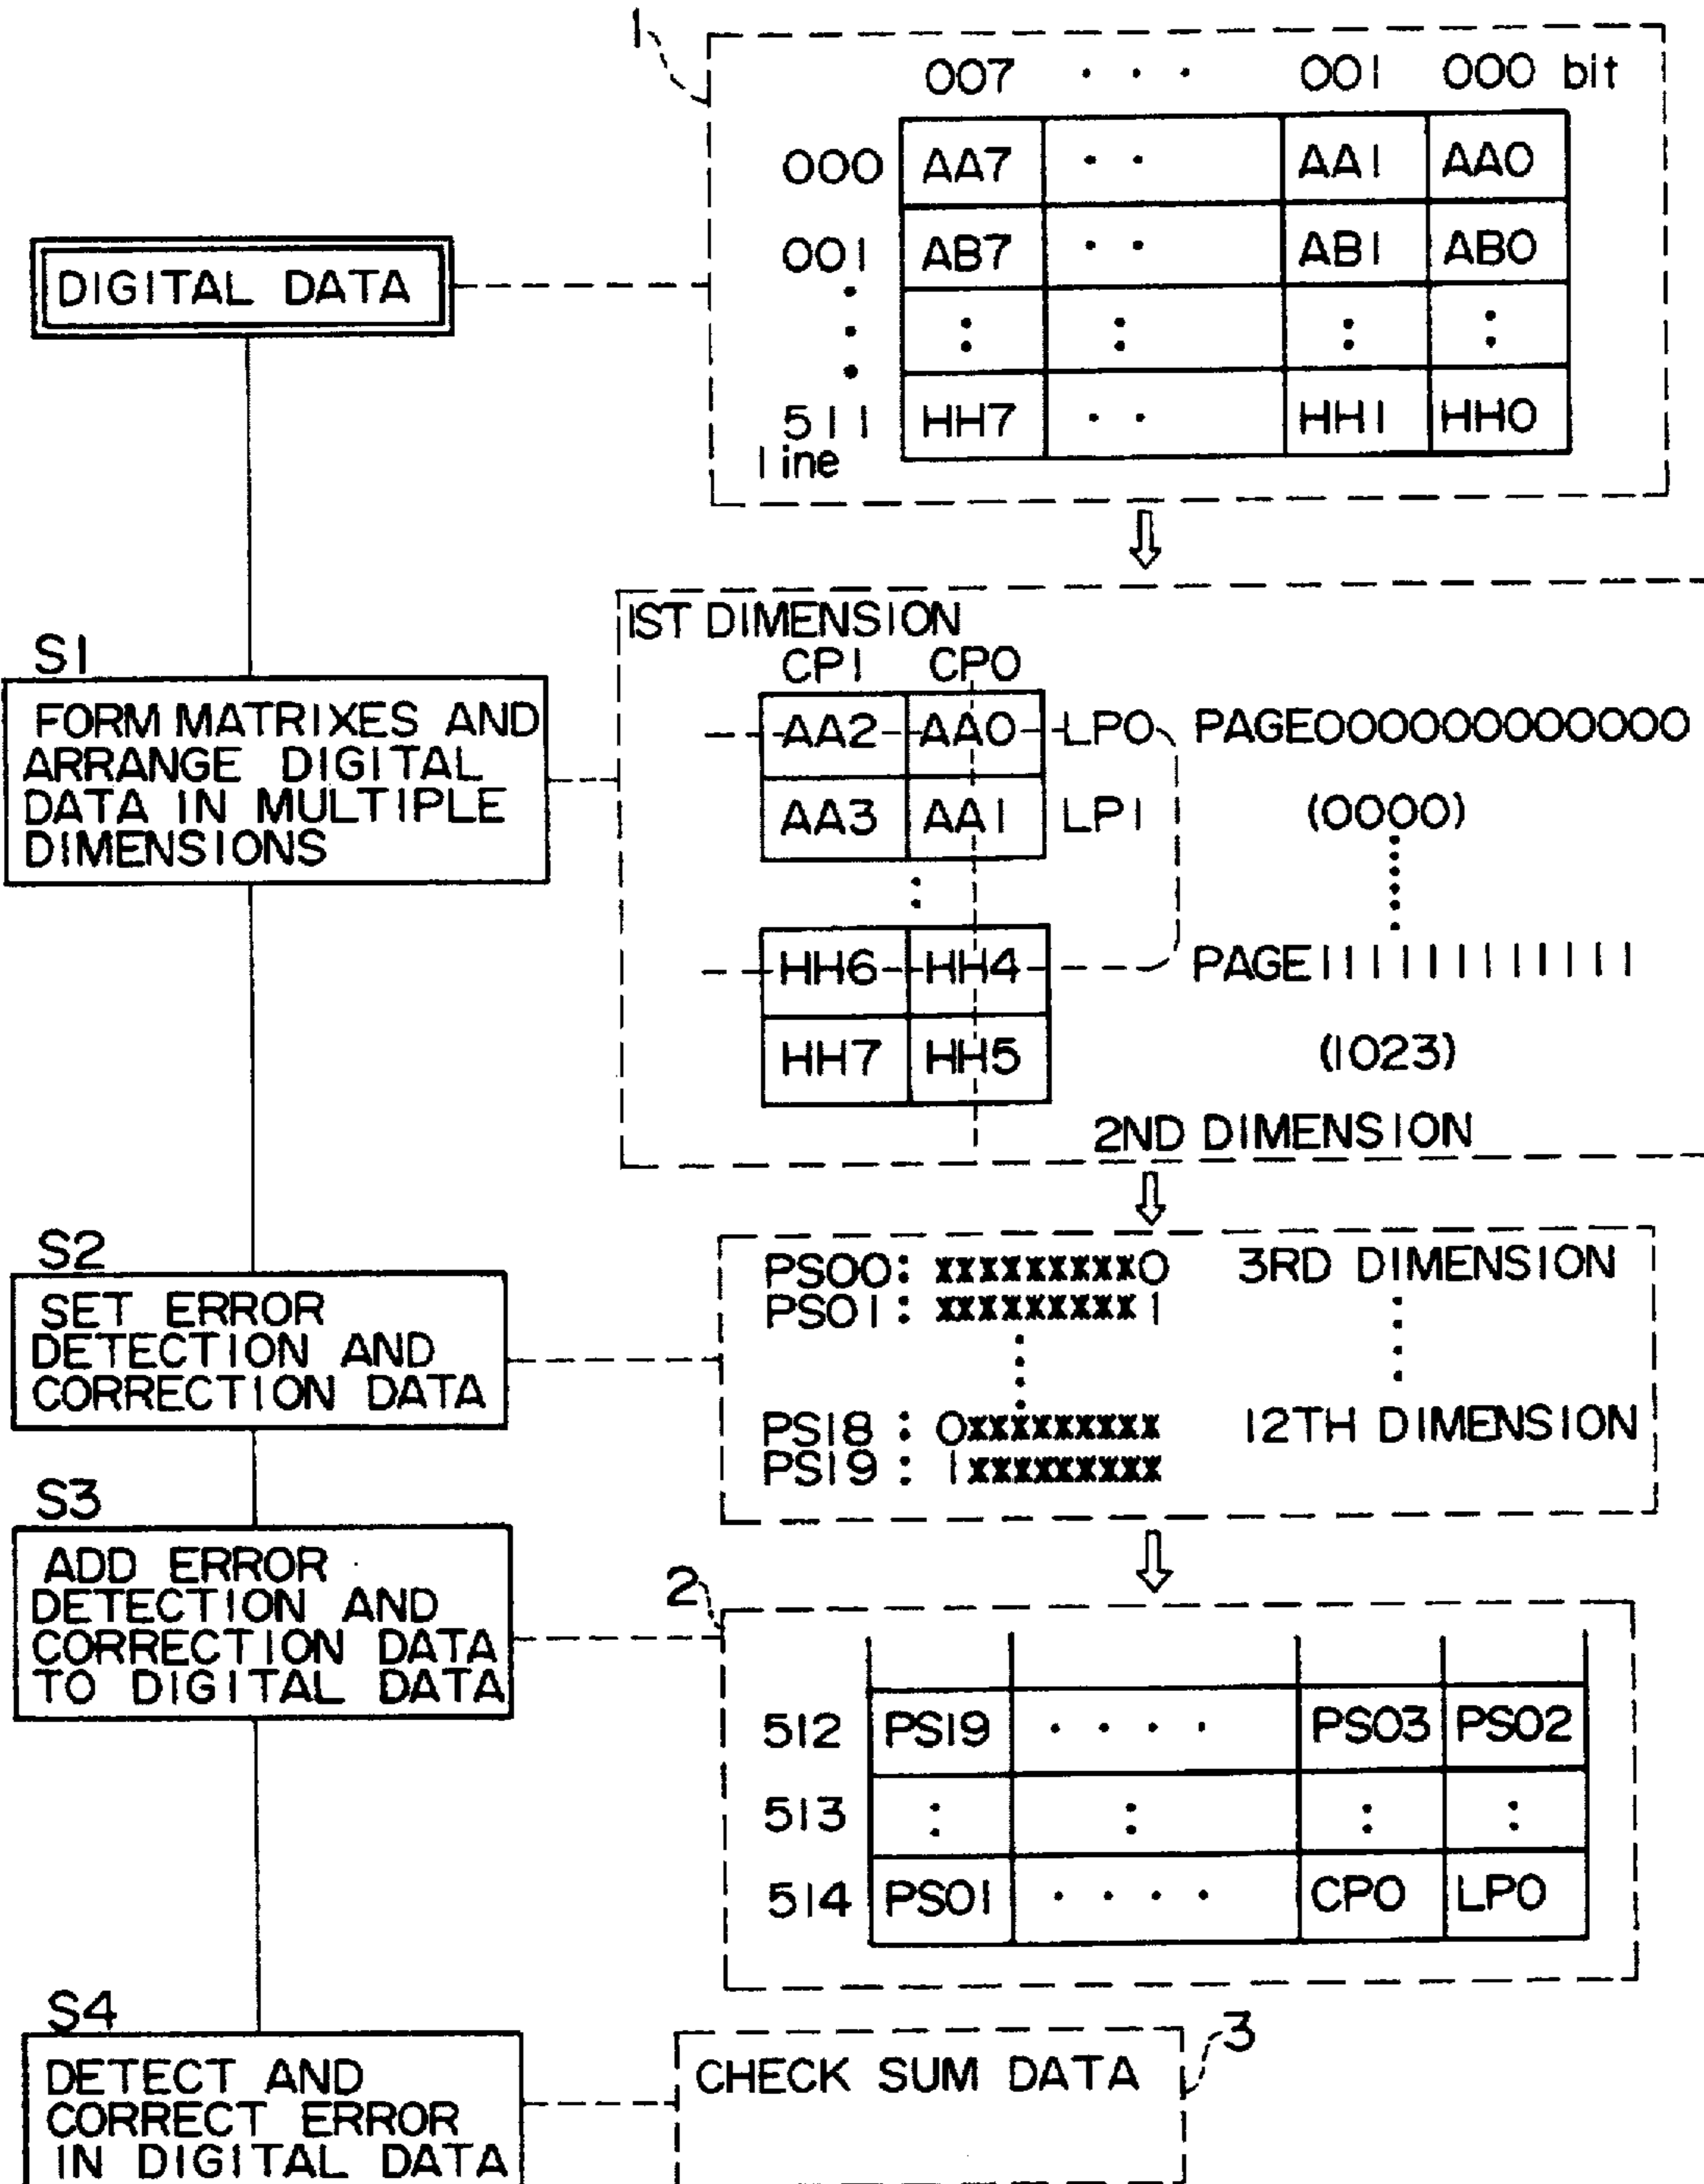 1
007 · · · 001 000 bit
000 AA7 · · AA1 AA0
001 AB7 · · AB1 AB0
511 HH7 · · HH1 HH0
line
DIGITAL DATA
S1
FORM MATRIXES AND
ARRANGE DIGITAL
DATA IN MULTIPLE
DIMENSIONS
1ST DIMENSION
CP1 CP0
AA2 AA0 LP0 PAGE000000000000
AA3 AA1 LP1 (0000)
HH6 HH4 PAGE111111111111
HH7 HH5 (1023)
2ND DIMENSION
S2
SET ERROR
DETECTION AND
CORRECTION DATA
PS00: xxxxxxxxx0 3RD DIMENSION
PS01: xxxxxxxxx1
PS18 : 0xxxxxxxxx 12TH DIMENSION
PS19 : 1xxxxxxxxx
S3
ADD ERROR
DETECTION AND
CORRECTION DATA
TO DIGITAL DATA
2
512 PS19 · · · · PS03 PS02
513 : : : :
514 PS01 · · · · CP0 LP0
S4
DETECT AND
CORRECT ERROR
IN DIGITAL DATA
CHECK SUM DATA
3